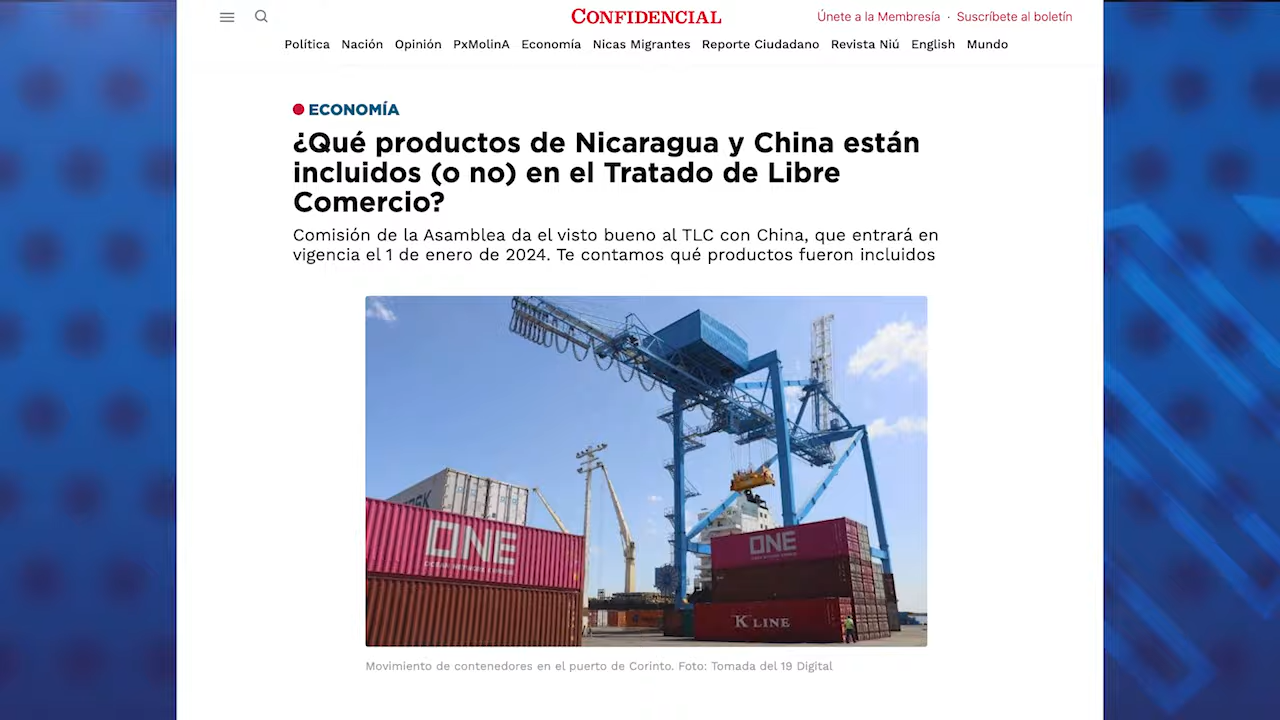 CONFIDENCIAL
Únete a la Membresía · Suscríbete al boletín
Política Nación Opinión PxMolinA Economía Nicas Migrantes Reporte Ciudadano Revista Niú English Mundo
ECONOMÍA
¿Qué productos de Nicaragua y China están
incluidos (o no) en el Tratado de Libre
Comercio?
Comisión de la Asamblea da el visto bueno al TLC con China, que entrará en
vigencia el 1 de enero de 2024. Te contamos qué productos fueron incluidos
ONE
OCEAN NETWORK EXPRESS
ONE
K LINE
Movimiento de contenedores en el puerto de Corinto. Foto: Tomada del 19 Digital